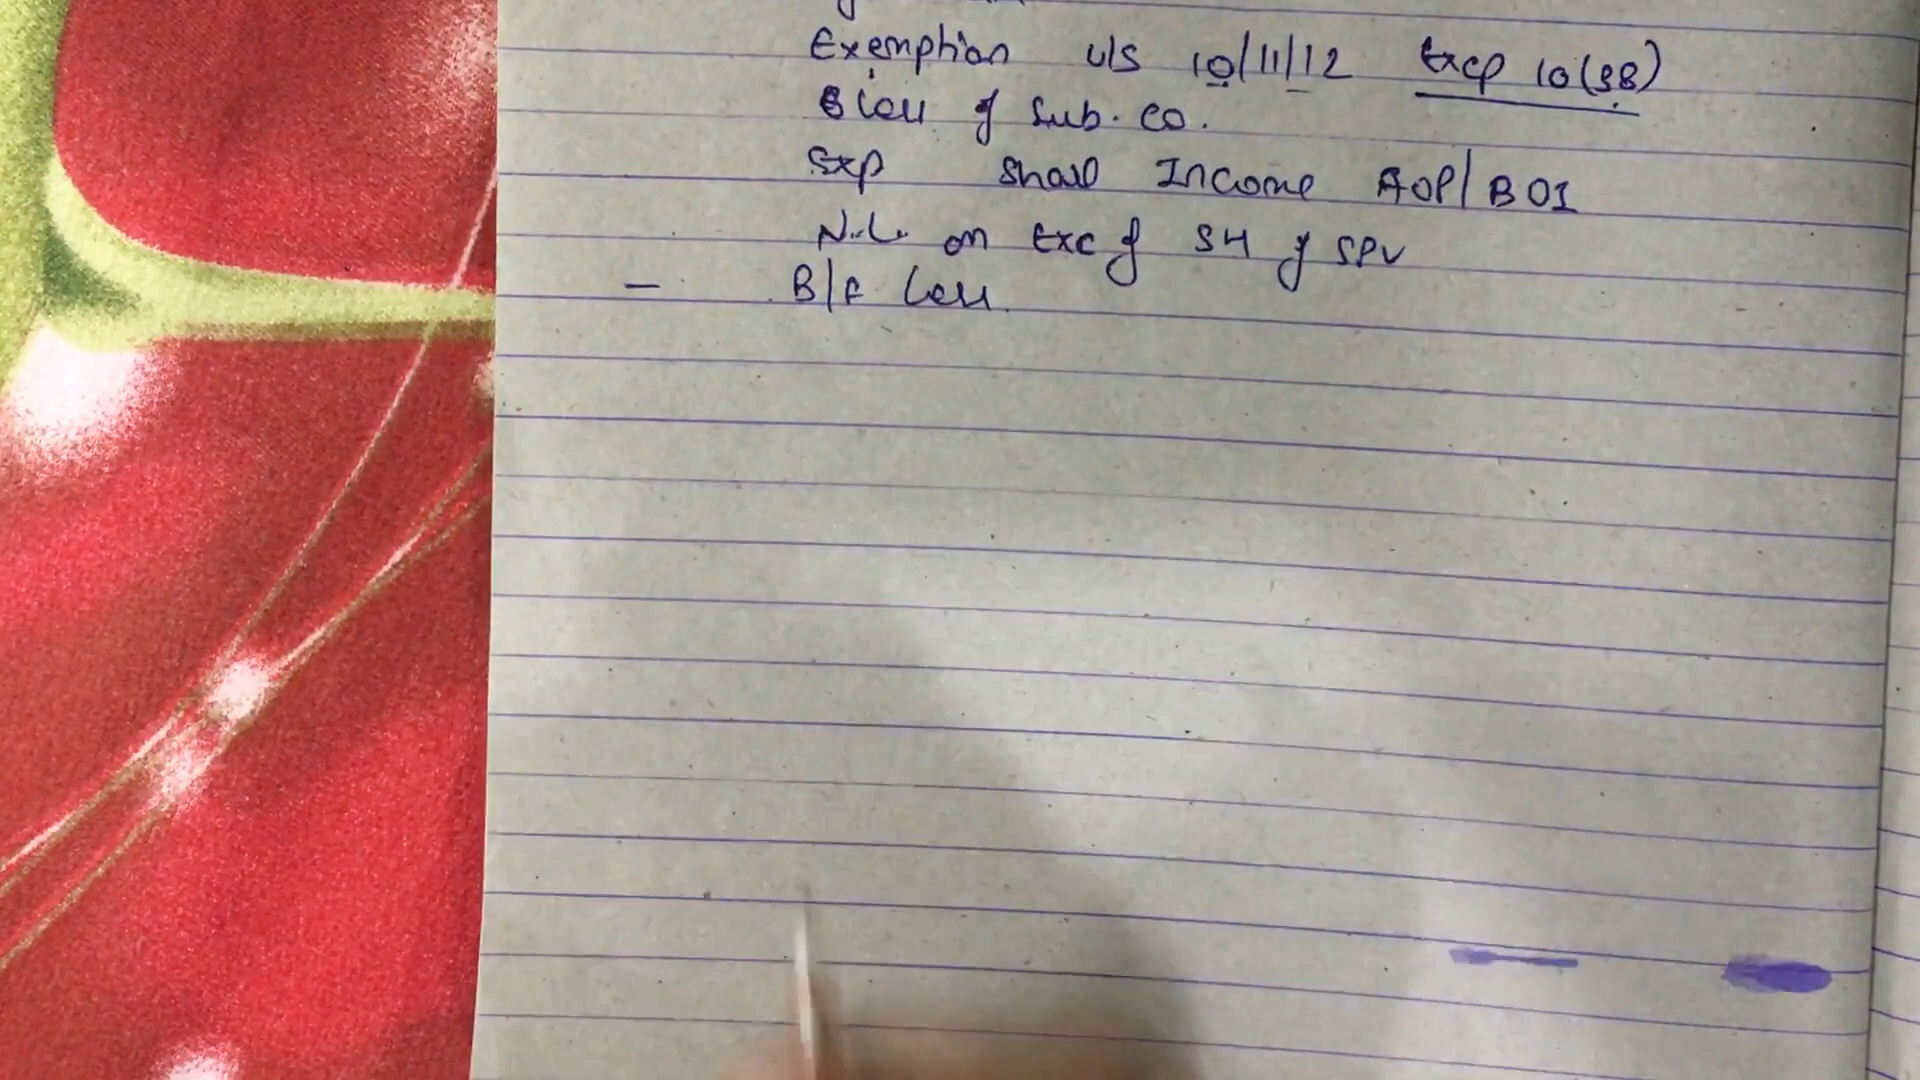 Exemption u/s 10/11/12 Excp 10(38)
Loss of Sub. co.
Exp Share Income AOP/BOI
N.L. on Exc of SH of SPV
- B/F Loss